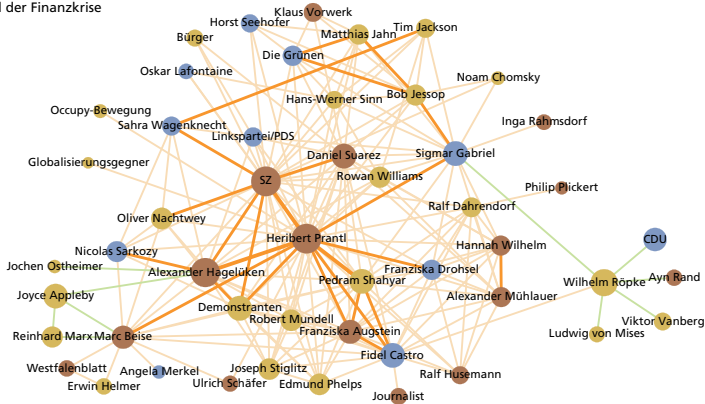 der Finanzkrise
Klaus Vorwerk
Horst Seehofer
Tim Jackson
Matthias Jahn
Bürger
Die Grünen
Oskar Lafontaine
Noam Chomsky
Hans-Werner Sinn
Bob Jessop
Occupy-Bewegung
Inga Rahmsdorf
Sahra Wagenknecht
Linkspartei/PDS
Daniel Suarez
Sigmar Gabriel
Globalisierungsgegner
Rowan Williams
SZ
Philip Plickert
Ralf Dahrendorf
Oliver Nachtwey
Heribert Prantl
CDU
Hannah Wilhelm
Nicolas Sarkozy
Jochen Ostheimer
Alexander Hagelüken
Franziska Drohsel
Pedram Shahyar
Wilhelm Röpke
Ayn Rand
Joyce Appleby
Alexander Mühlauer
Demonstranten
Robert Mundell
Viktor Vanberg
Franziska Augstein
Ludwig von Mises
Reinhard Marx
Marc Beise
Fidel Castro
Westfalenblatt
Angela Merkel
Joseph Stiglitz
Ralf Husemann
Erwin Helmer
Ulrich Schäfer
Edmund Phelps
Journalist